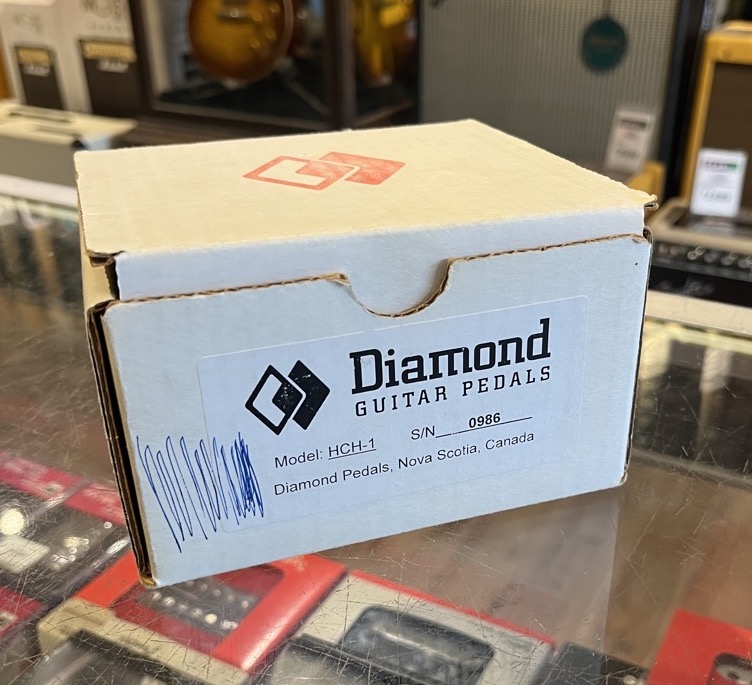 Diamond
GUITAR PEDALS
Model: HCH-1 S/N 0986
Diamond Pedals, Nova Scotia, Canada